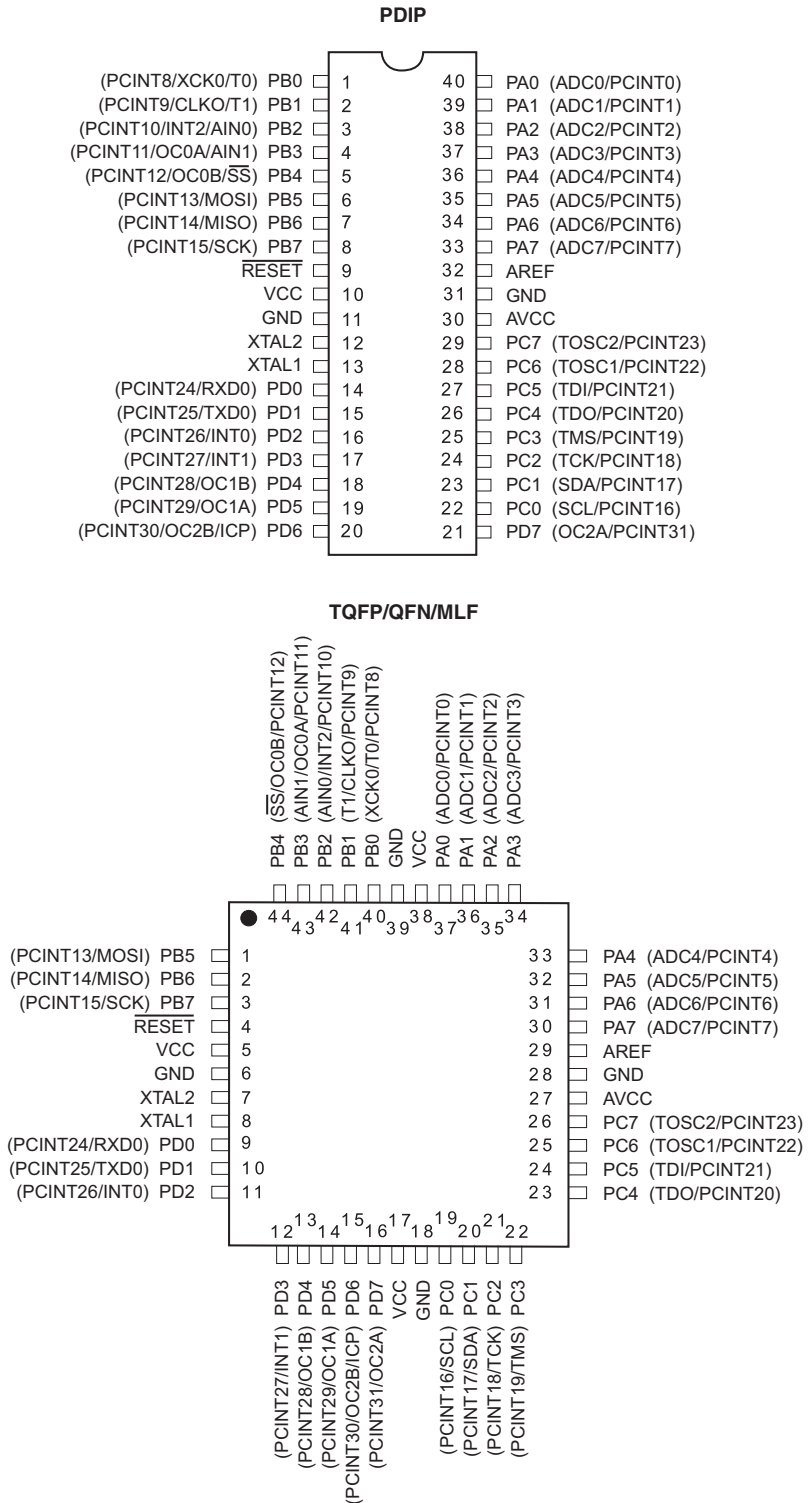 PDIP
(PCINT8/XCK0/T0) PB0 1 40 PA0 (ADC0/PCINT0)
(PCINT9/CLKO/T1) PB1 2 39 PA1 (ADC1/PCINT1)
(PCINT10/INT2/AIN0) PB2 3 38 PA2 (ADC2/PCINT2)
(PCINT11/OC0A/AIN1) PB3 4 37 PA3 (ADC3/PCINT3)
(PCINT12/OC0B/SS) PB4 5 36 PA4 (ADC4/PCINT4)
(PCINT13/MOSI) PB5 6 35 PA5 (ADC5/PCINT5)
(PCINT14/MISO) PB6 7 34 PA6 (ADC6/PCINT6)
(PCINT15/SCK) PB7 8 33 PA7 (ADC7/PCINT7)
RESET 9 32 AREF
VCC 10 31 GND
GND 11 30 AVCC
XTAL2 12 29 PC7 (TOSC2/PCINT23)
XTAL1 13 28 PC6 (TOSC1/PCINT22)
(PCINT24/RXD0) PD0 14 27 PC5 (TDI/PCINT21)
(PCINT25/TXD0) PD1 15 26 PC4 (TDO/PCINT20)
(PCINT26/INT0) PD2 16 25 PC3 (TMS/PCINT19)
(PCINT27/INT1) PD3 17 24 PC2 (TCK/PCINT18)
(PCINT28/OC1B) PD4 18 23 PC1 (SDA/PCINT17)
(PCINT29/OC1A) PD5 19 22 PC0 (SCL/PCINT16)
(PCINT30/OC2B/ICP) PD6 20 21 PD7 (OC2A/PCINT31)
TQFP/QFN/MLF
PB4 (SS/OC0B/PCINT12)
PB3 (AIN1/OC0A/PCINT11)
PB2 (AIN0/INT2/PCINT10)
PB1 (T1/CLKO/PCINT9)
PB0 (XCK0/T0/PCINT8)
GND
VCC
PA0 (ADC0/PCINT0)
PA1 (ADC1/PCINT1)
PA2 (ADC2/PCINT2)
PA3 (ADC3/PCINT3)
44 43 42 41 40 39 38 37 36 35 34
(PCINT13/MOSI) PB5 1 33 PA4 (ADC4/PCINT4)
(PCINT14/MISO) PB6 2 32 PA5 (ADC5/PCINT5)
(PCINT15/SCK) PB7 3 31 PA6 (ADC6/PCINT6)
RESET 4 30 PA7 (ADC7/PCINT7)
VCC 5 29 AREF
GND 6 28 GND
XTAL2 7 27 AVCC
XTAL1 8 26 PC7 (TOSC2/PCINT23)
(PCINT24/RXD0) PD0 9 25 PC6 (TOSC1/PCINT22)
(PCINT25/TXD0) PD1 10 24 PC5 (TDI/PCINT21)
(PCINT26/INT0) PD2 11 23 PC4 (TDO/PCINT20)
12 13 14 15 16 17 18 19 20 21 22
(PCINT27/INT1) PD3
(PCINT28/OC1B) PD4
(PCINT29/OC1A) PD5
(PCINT30/OC2B/ICP) PD6
(PCINT31/OC2A) PD7
VCC
GND
(PCINT16/SCL) PC0
(PCINT17/SDA) PC1
(PCINT18/TCK) PC2
(PCINT19/TMS) PC3